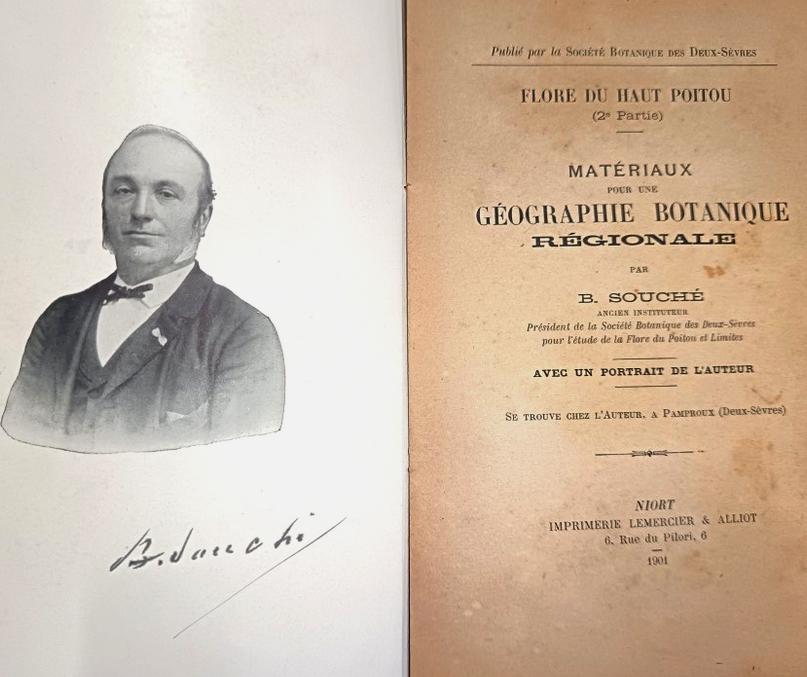 B. Souché
Publié par la Société Botanique des Deux-Sèvres
FLORE DU HAUT POITOU
(2e Partie)
MATÉRIAUX
POUR UNE
GÉOGRAPHIE BOTANIQUE
RÉGIONALE
PAR
B. SOUCHÉ
ANCIEN INSTITUTEUR
Président de la Société Botanique des Deux-Sèvres
pour l'étude de la Flore du Poitou et Limites
AVEC UN PORTRAIT DE L'AUTEUR
Se trouve chez l'Auteur, a Pamproux (Deux-Sèvres)
NIORT
IMPRIMERIE LEMERCIER & ALLIOT
6, Rue du Pilori, 6
1901